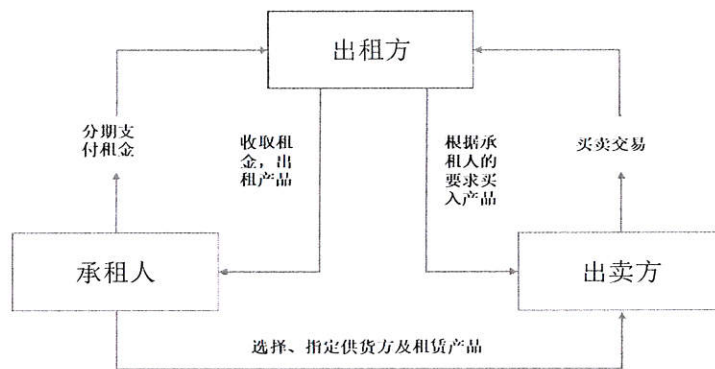 出租方
分期支
付租金
收取租
金，出
租产品
根据承
租人的
要求买
入产品
买卖交易
承租人
出卖方
选择、指定供货方及租赁产品